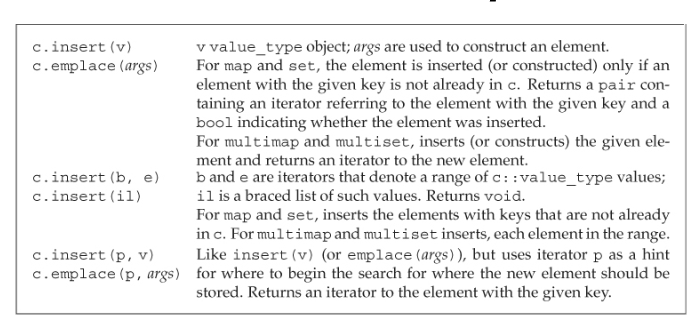 c.insert(v) v value_type object; args are used to construct an element.
c.emplace(args) For map and set, the element is inserted (or constructed) only if an
element with the given key is not already in c. Returns a pair con-
taining an iterator referring to the element with the given key and a
bool indicating whether the element was inserted.
For multimap and multiset, inserts (or constructs) the given ele-
ment and returns an iterator to the new element.
c.insert(b, e) b and e are iterators that denote a range of c::value_type values;
c.insert(il) il is a braced list of such values. Returns void.
For map and set, inserts the elements with keys that are not already
in c. For multimap and multiset inserts, each element in the range.
c.insert(p, v) Like insert(v) (or emplace(args)), but uses iterator p as a hint
c.emplace(p, args) for where to begin the search for where the new element should be
stored. Returns an iterator to the element with the given key.